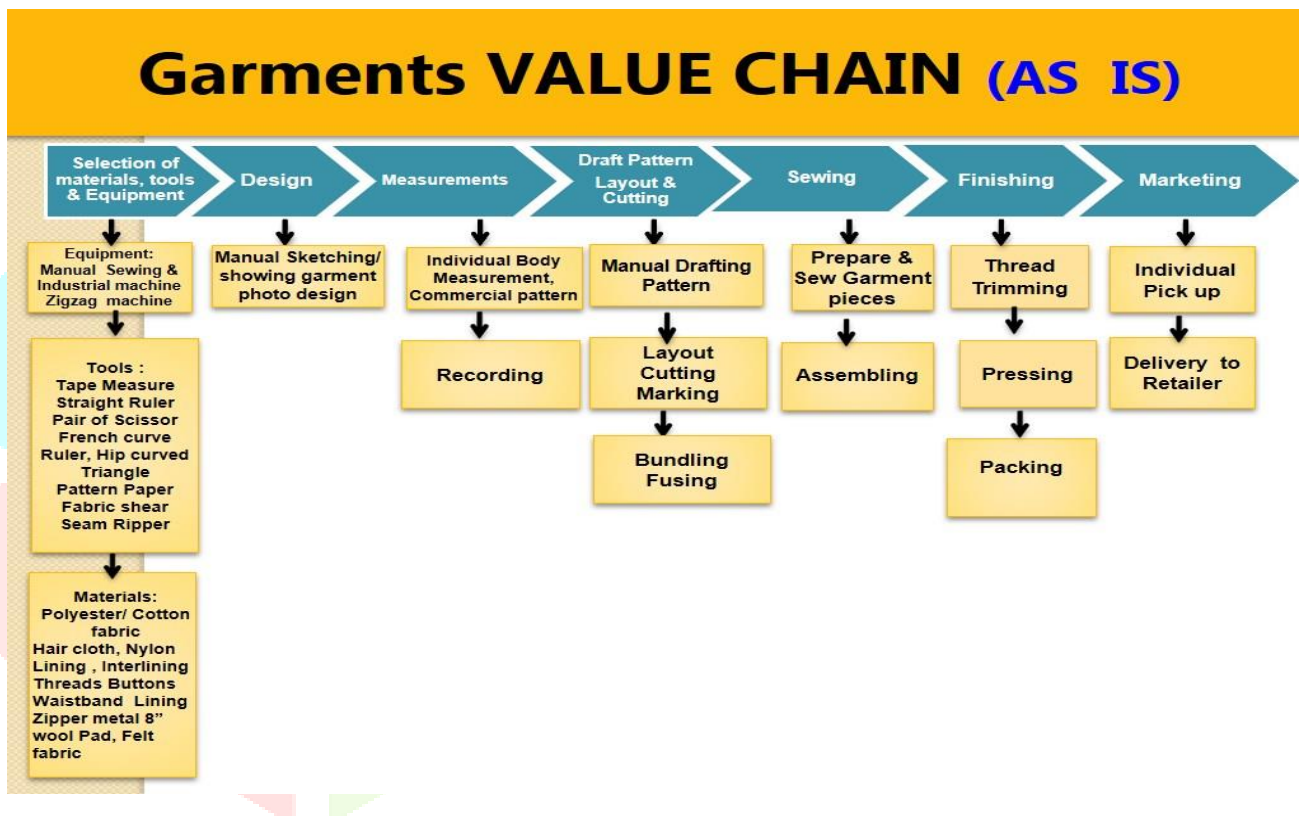 Garments VALUE CHAIN (AS IS)
Selection of
materials, tools
& Equipment
Design
Measurements
Draft Pattern
Layout &
Cutting
Sewing
Finishing
Marketing
Equipment:
Manual Sewing &
Industrial machine
Zigzag machine
Tools :
Tape Measure
Straight Ruler
Pair of Scissor
French curve
Ruler, Hip curved
Triangle
Pattern Paper
Fabric shear
Seam Ripper
Materials:
Polyester/ Cotton
fabric
Hair cloth, Nylon
Lining , Interlining
Threads Buttons
Waistband Lining
Zipper metal 8”
wool Pad, Felt
fabric
Manual Sketching/
showing garment
photo design
Individual Body
Measurement,
Commercial pattern
Recording
Manual Drafting
Pattern
Layout
Cutting
Marking
Bundling
Fusing
Prepare &
Sew Garment
pieces
Assembling
Thread
Trimming
Pressing
Packing
Individual
Pick up
Delivery to
Retailer